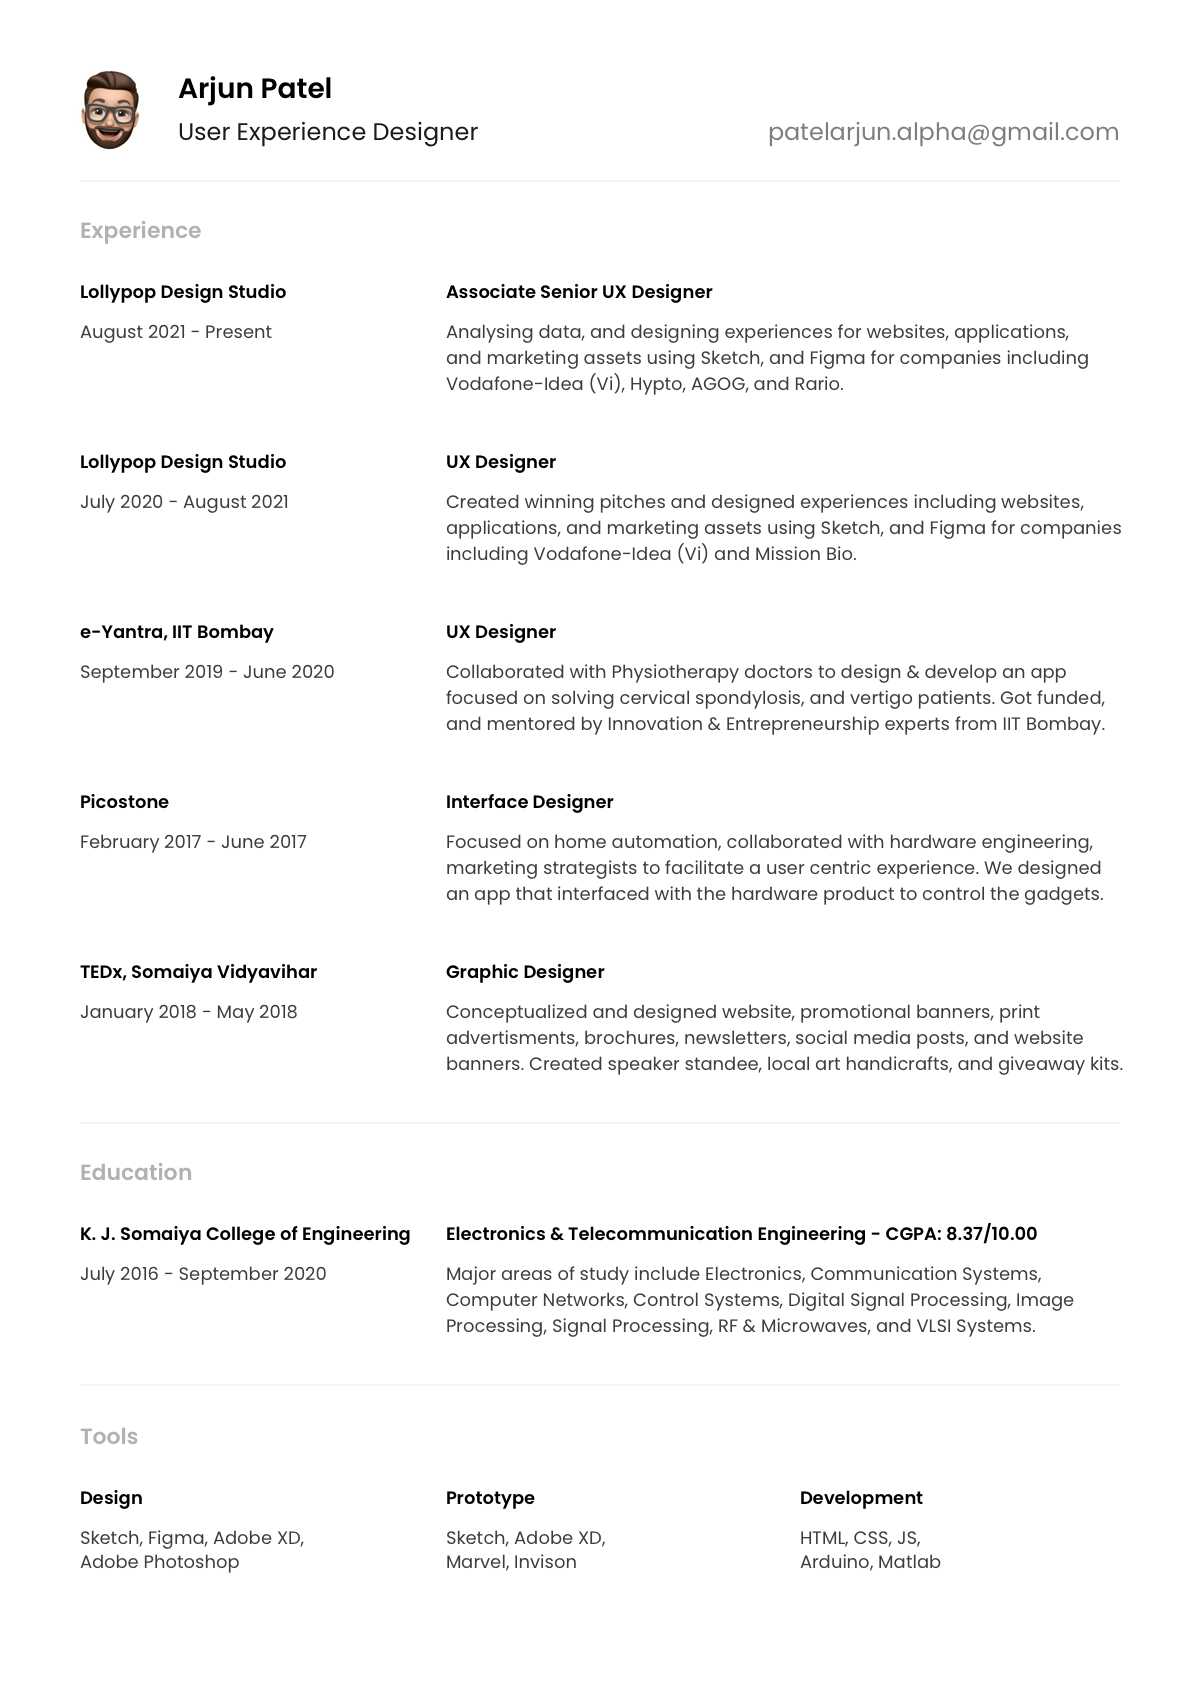 Arjun Patel
User Experience Designer
patelarjun.alpha@gmail.com
Experience
Lollypop Design Studio
August 2021 - Present
Associate Senior UX Designer
Analysing data, and designing experiences for websites, applications,
and marketing assets using Sketch, and Figma for companies including
Vodafone-Idea (Vi), Hypto, AGOG, and Rario.
Lollypop Design Studio
July 2020 - August 2021
UX Designer
Created winning pitches and designed experiences including websites,
applications, and marketing assets using Sketch, and Figma for companies
including Vodafone-Idea (Vi) and Mission Bio.
e-Yantra, IIT Bombay
September 2019 - June 2020
UX Designer
Collaborated with Physiotherapy doctors to design & develop an app
focused on solving cervical spondylosis, and vertigo patients. Got funded,
and mentored by Innovation & Entrepreneurship experts from IIT Bombay.
Picostone
February 2017 - June 2017
Interface Designer
Focused on home automation, collaborated with hardware engineering,
marketing strategists to facilitate a user centric experience. We designed
an app that interfaced with the hardware product to control the gadgets.
TEDx, Somaiya Vidyavihar
January 2018 - May 2018
Graphic Designer
Conceptualized and designed website, promotional banners, print
advertisments, brochures, newsletters, social media posts, and website
banners. Created speaker standee, local art handicrafts, and giveaway kits.
Education
K. J. Somaiya College of Engineering
July 2016 - September 2020
Electronics & Telecommunication Engineering - CGPA: 8.37/10.00
Major areas of study include Electronics, Communication Systems,
Computer Networks, Control Systems, Digital Signal Processing, Image
Processing, Signal Processing, RF & Microwaves, and VLSI Systems.
Tools
Design
Sketch, Figma, Adobe XD,
Adobe Photoshop
Prototype
Sketch, Adobe XD,
Marvel, Invison
Development
HTML, CSS, JS,
Arduino, Matlab